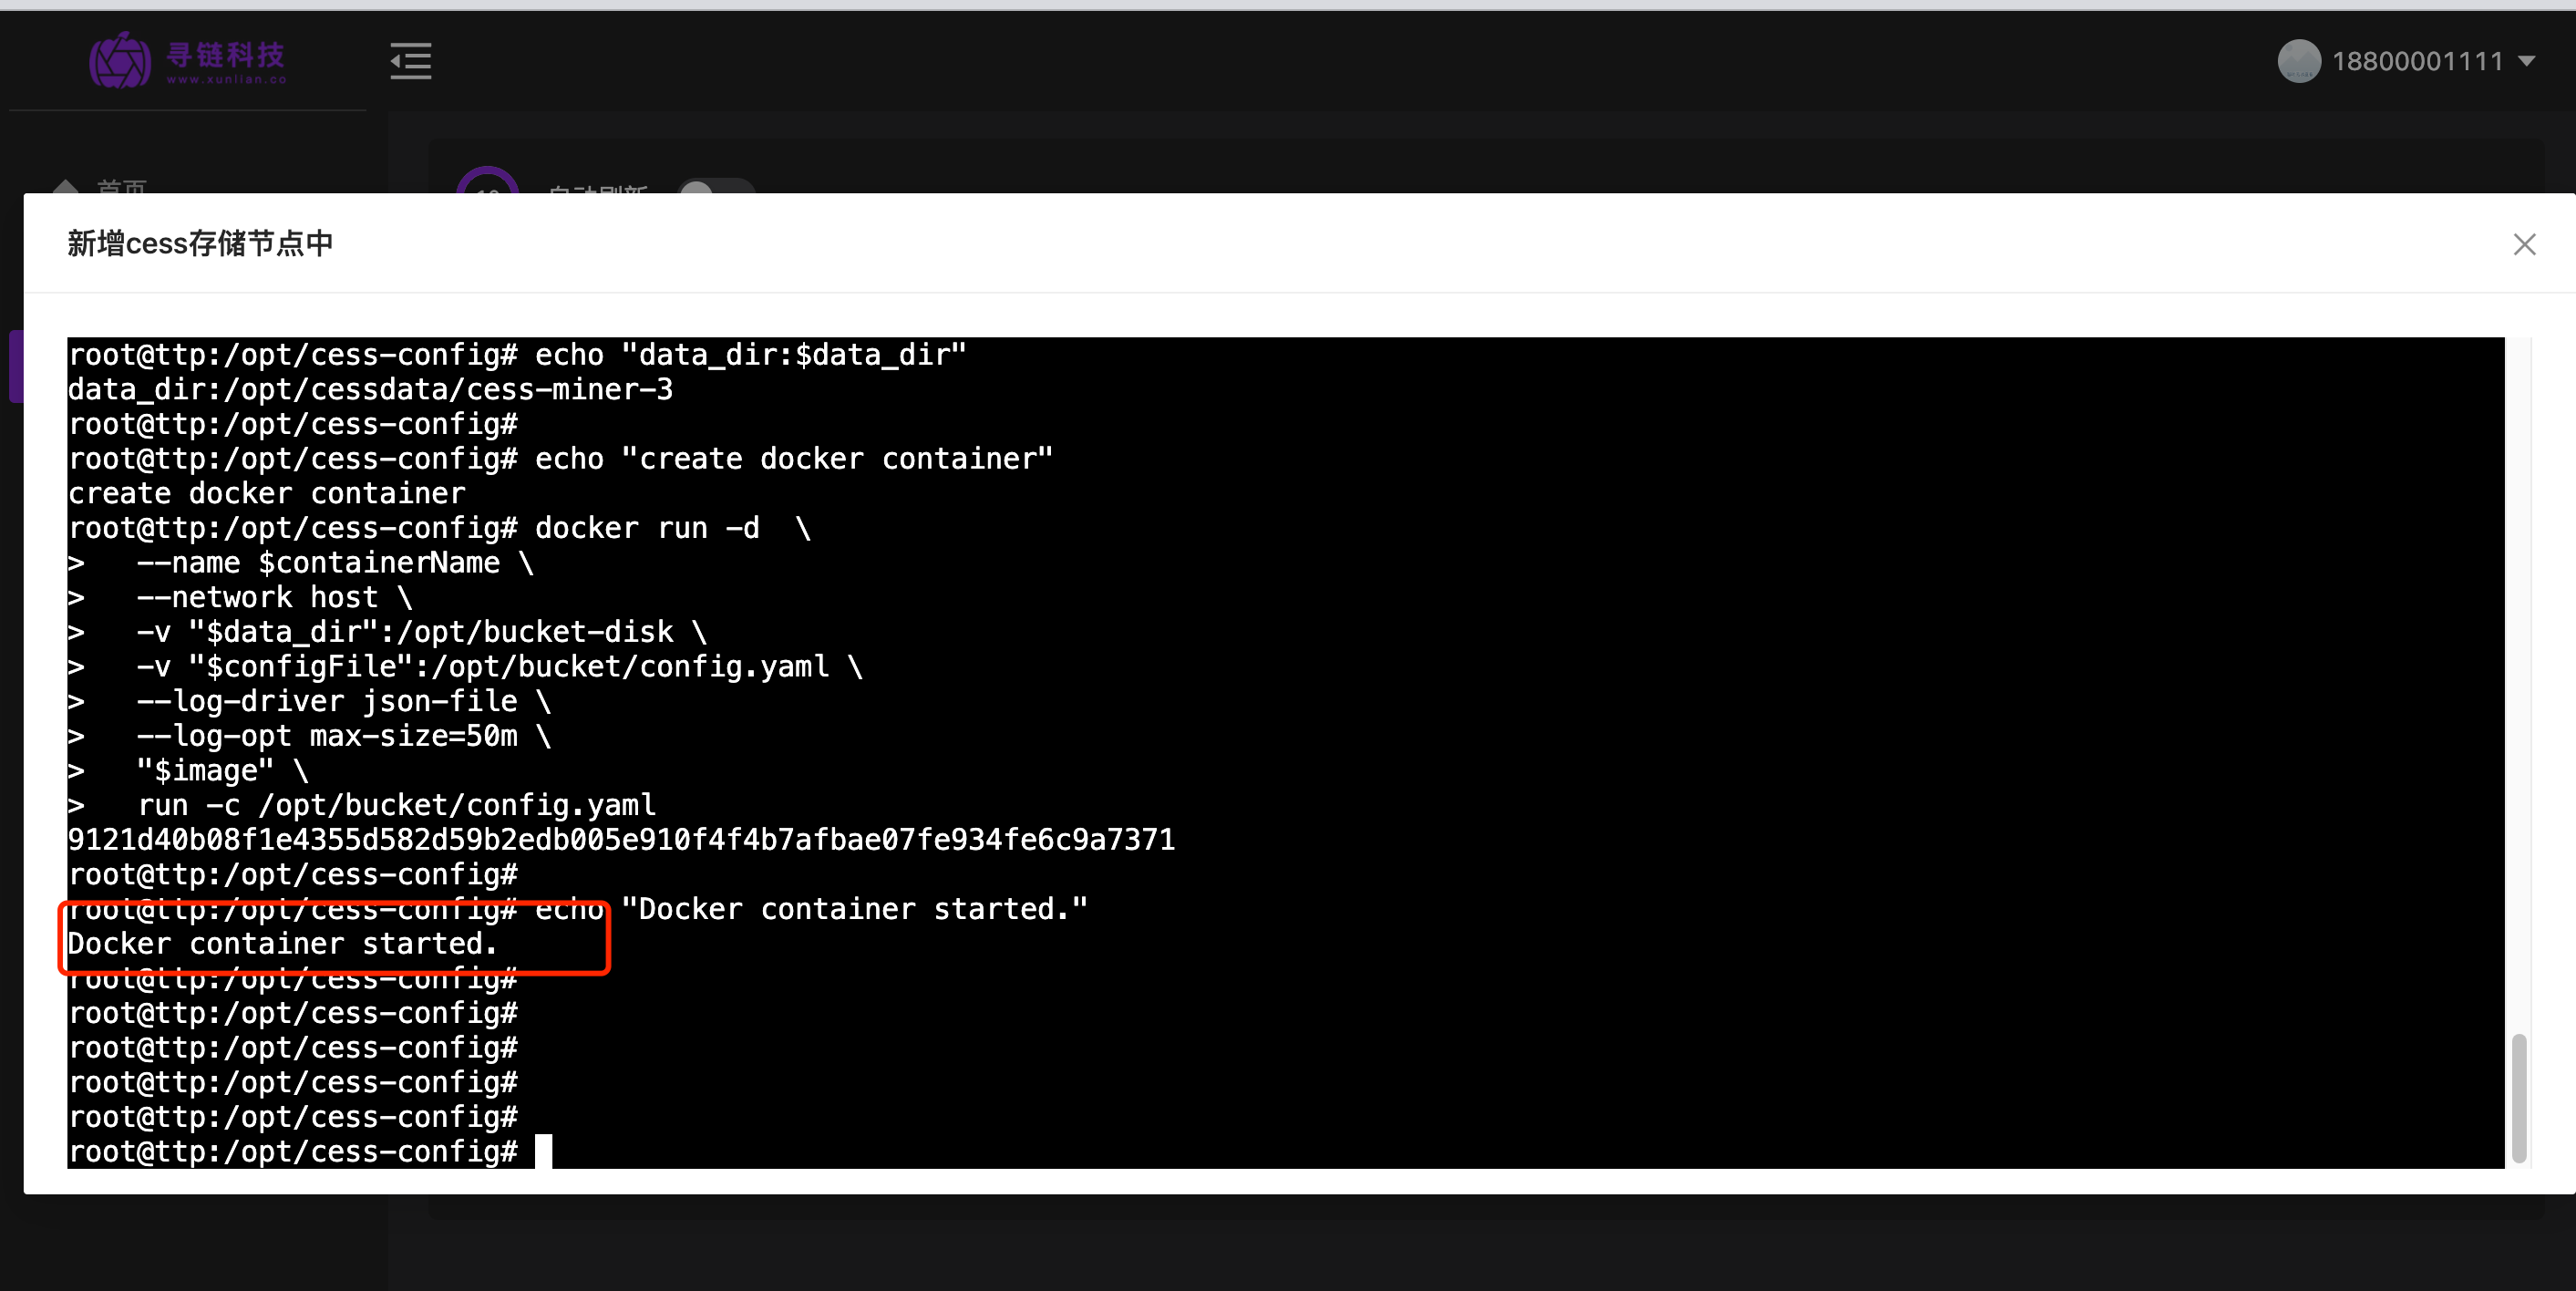 寻链科技
www.xunlian.co
18800001111
首页
自动刷新
新增cess存储节点中
root@ttp:/opt/cess-config# echo "data_dir:$data_dir"
data_dir:/opt/cessdata/cess-miner-3
root@ttp:/opt/cess-config#
root@ttp:/opt/cess-config# echo "create docker container"
create docker container
root@ttp:/opt/cess-config# docker run -d  \
>   --name $containerName \
>   --network host \
>   -v "$data_dir":/opt/bucket-disk \
>   -v "$configFile":/opt/bucket/config.yaml \
>   --log-driver json-file \
>   --log-opt max-size=50m \
>   "$image" \
>   run -c /opt/bucket/config.yaml
9121d40b08f1e4355d582d59b2edb005e910f4f4b7afbae07fe934fe6c9a7371
root@ttp:/opt/cess-config#
root@ttp:/opt/cess-config# echo "Docker container started."
Docker container started.
root@ttp:/opt/cess-config#
root@ttp:/opt/cess-config#
root@ttp:/opt/cess-config#
root@ttp:/opt/cess-config#
root@ttp:/opt/cess-config#
root@ttp:/opt/cess-config#